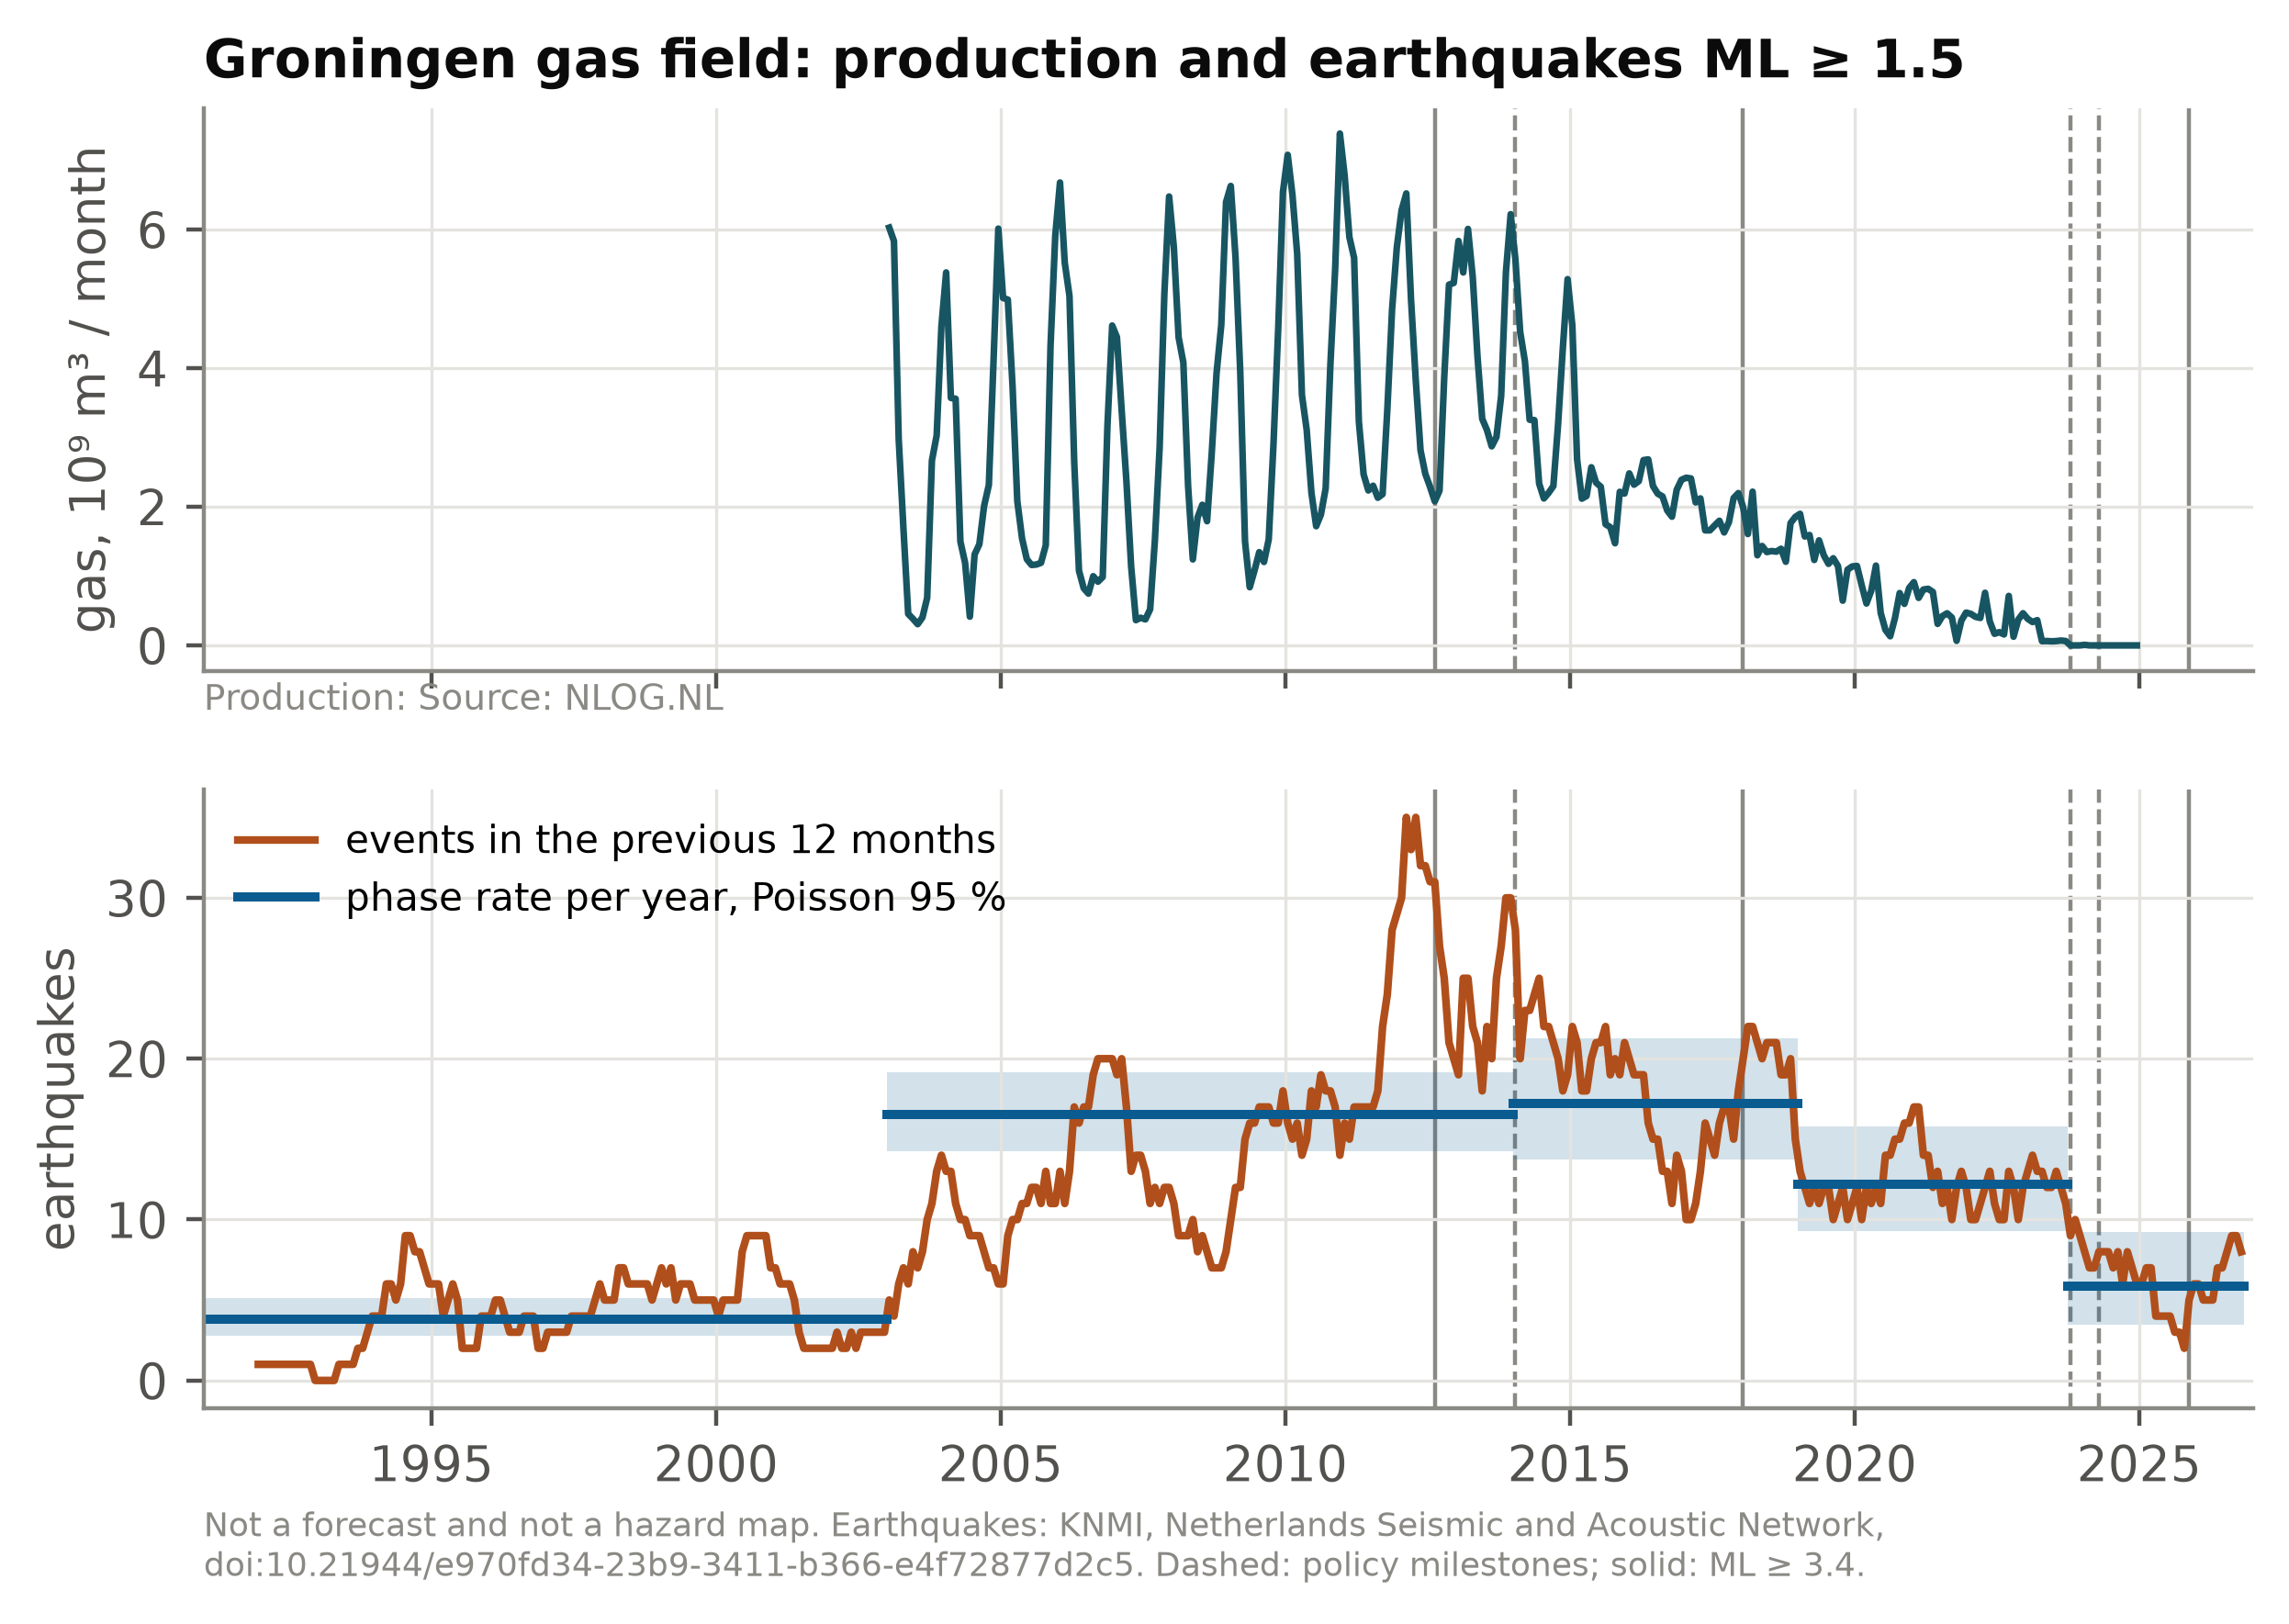 Groningen gas field: production and earthquakes ML ≥ 1.5
gas, 10⁹ m³ / month
6
4
2
0
Production: Source: NLOG.NL
events in the previous 12 months
phase rate per year, Poisson 95 %
earthquakes
30
20
10
0
1995 2000 2005 2010 2015 2020 2025
Not a forecast and not a hazard map. Earthquakes: KNMI, Netherlands Seismic and Acoustic Network,
doi:10.21944/e970fd34-23b9-3411-b366-e4f72877d2c5. Dashed: policy milestones; solid: ML ≥ 3.4.